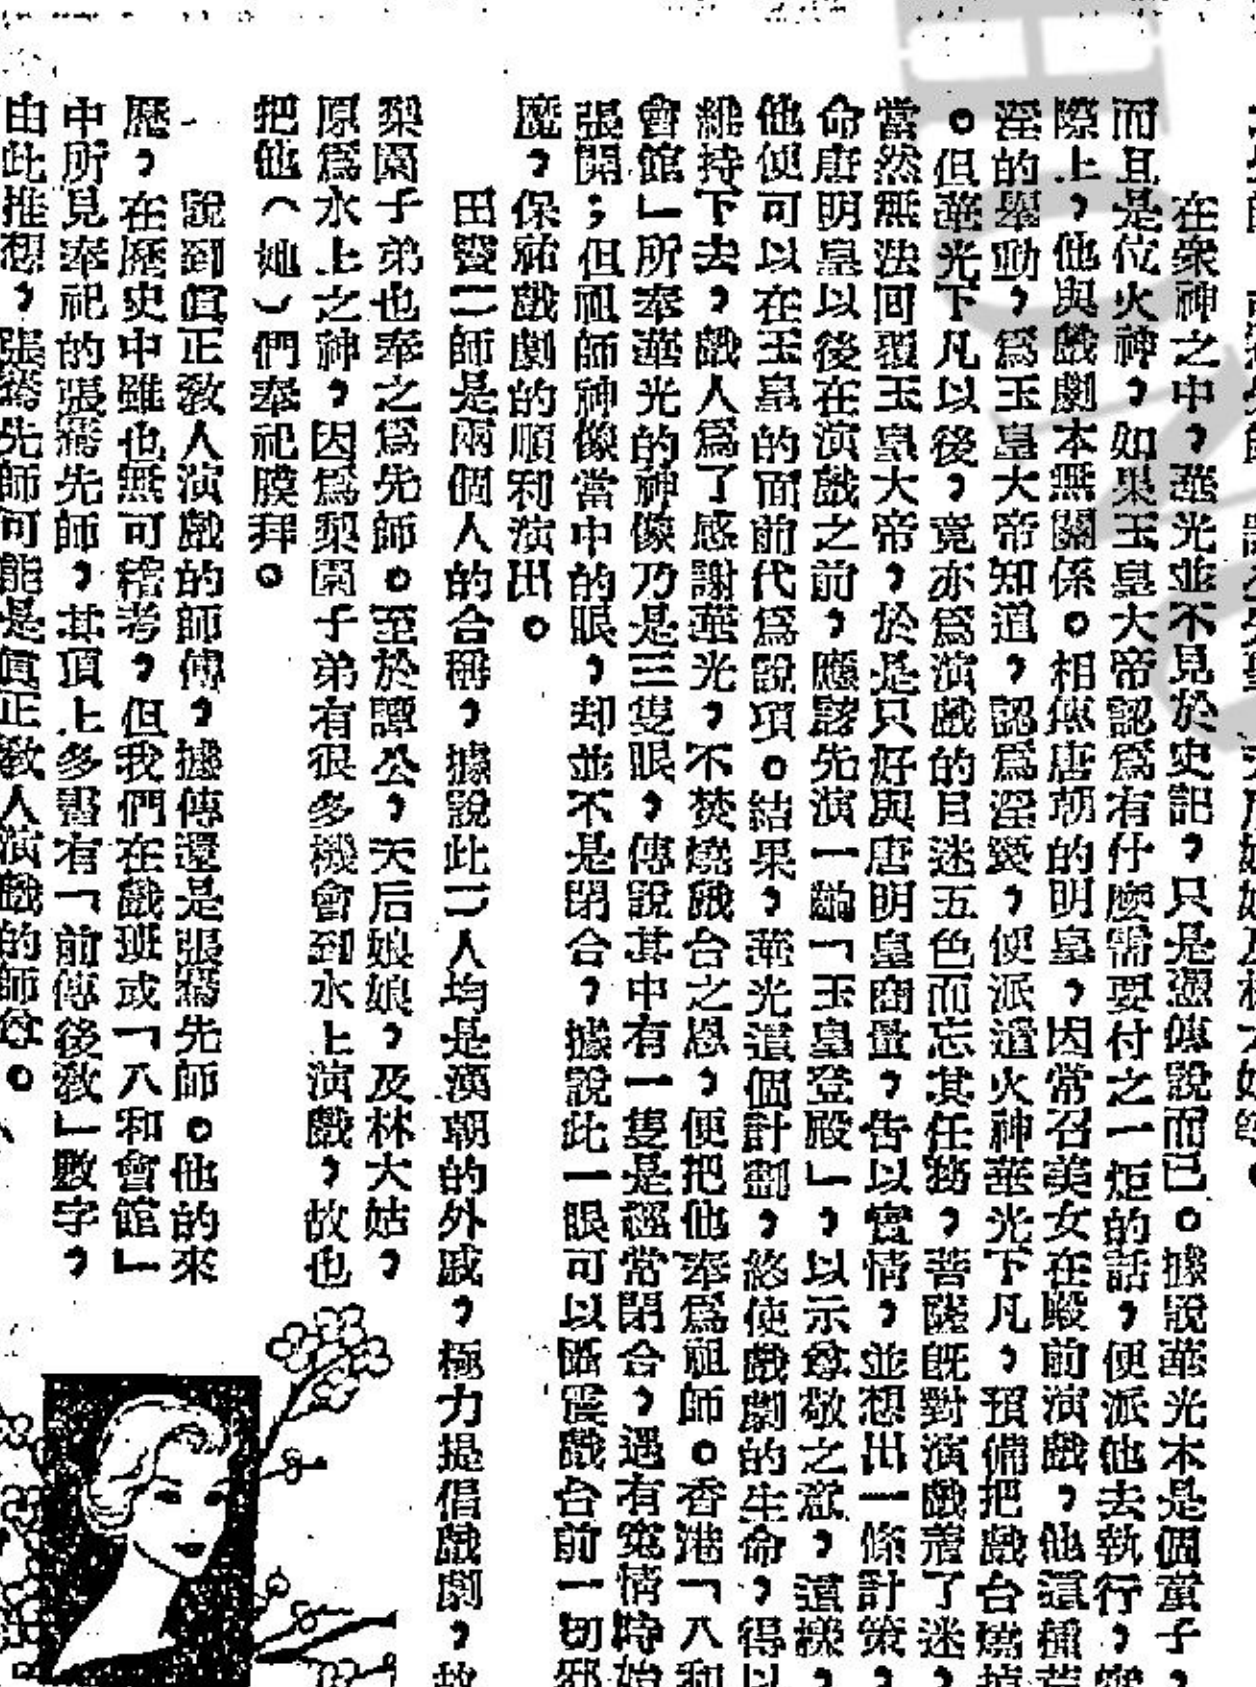 在衆神之中，華光並不見於史記，只是憑傳說而已。據說華光本是個童子，
而且是位火神，如果玉皇大帝認爲有什麼需要付之一炬的話，便派他去執行，實
際上，他與戲劇本無關係。相傳唐朝的明皇，因常召美女在殿前演戲，他這種荒
淫的舉動，爲玉皇大帝知道，認爲淫褻，便派遣火神華光下凡，預備把戲台燒掉
。但華光下凡以後，竟亦爲演戲的目迷五色而忘其任務，菩薩既對演戲着了迷，
當然無法回覆玉皇大帝，於是只好與唐明皇商量，告以實情，並想出一條計策，
命唐明皇以後在演戲之前，應該先演一齣「玉皇登殿」，以示尊敬之意，這樣，
他便可以在玉皇的面前代爲說項。結果，華光這個計劃，終使戲劇的生命，得以
維持下去，戲人爲了感謝華光，不焚燒戲台之恩，便把他奉爲祖師。香港「八和
會館」所奉華光的神像乃是三隻眼，傳說其中有一隻是經常閉合，遇有寃情時始
張開；但祖師神像當中的眼，却並不是閉合，據說此一眼可以鎭懾戲台前一切邪
魔，保祐戲劇的順利演出。
田竇二師是兩個人的合稱，據說此二人均是漢朝的外戚，極力提倡戲劇，故
梨園子弟也奉之爲先師。至於譚公，天后娘娘，及林大姑，
原爲水上之神，因爲梨園子弟有很多機會到水上演戲，故也
把他（她）們奉祀膜拜。
說到眞正敎人演戲的師傅，據傳還是張騫先師。他的來
歷，在歷史中雖也無可稽考，但我們在戲班或「八和會館」
中所見奉祀的張騫先師，其頂上多書有「前傳後敎」數字，
由此推想，張騫先師可能是眞正敎人演戲的師尊。